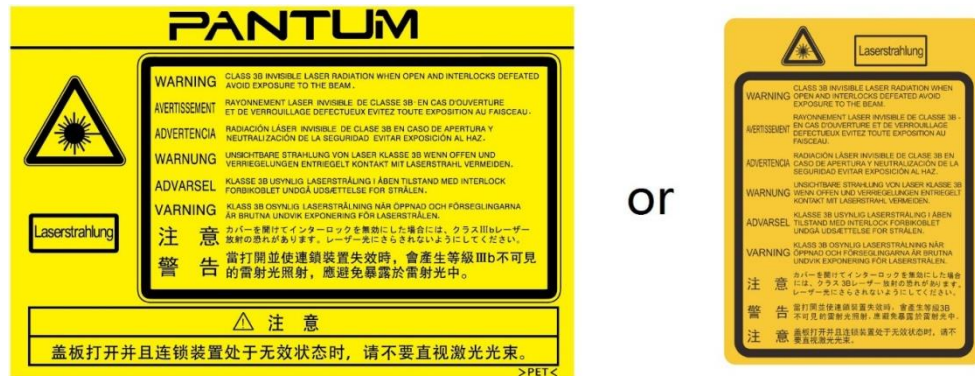 PANTUM
WARNING CLASS 3B INVISIBLE LASER RADIATION WHEN OPEN AND INTERLOCKS DEFEATED
AVOID EXPOSURE TO THE BEAM.
AVERTISSEMENT RAYONNEMENT LASER INVISIBLE DE CLASSE 3B-EN CAS D'OUVERTURE
ET DE VERROUILLAGE DEFECTUEUX EVITEZ TOUTE EXPOSITION AU FAISCEAU.
ADVERTENCIA RADIACIÓN LÁSER INVISIBLE DE CLASE 3B EN CASO DE APERTURA Y
NEUTRALIZACIÓN DE LA SEGURIDAD EVITAR EXPOSICIÓN AL HAZ.
WARNUNG UNSICHTBARE STRAHLUNG VON LASER KLASSE 3B WENN OFFEN UND
VERRIEGELUNGEN ENTRIEGELT KONTAKT MIT LASERSTRAHL VERMEIDEN.
ADVARSEL KLASSE 3B USYNLIG LASERSTRÅLING I ÅBEN TILSTAND MED INTERLOCK
FORBIKOBLET UNDGÅ UDSÆTTELSE FOR STRÅLEN.
VARNING KLASS 3B OSYNLIG LASERSTRÅLNING NÄR ÖPPNAD OCH FÖRSEGLINGARNA
ÄR BRUTNA UNDVIK EXPONERING FÖR LASERSTRÅLEN.
注 意 カバーを開けてインターロックを無効にした場合には、クラスⅢbレーザー
放射の恐れがあります。レーザー光にさらされないようにしてください。
警 告 當打開並使連鎖裝置失效時，會產生等級Ⅲb不可見
的雷射光照射，應避免暴露於雷射光中。
Laserstrahlung
⚠ 注 意
盖板打开并且连锁装置处于无效状态时，请不要直视激光光束。
>PET<
or
Laserstrahlung
WARNING CLASS 3B INVISIBLE LASER RADIATION WHEN
OPEN AND INTERLOCKS DEFEATED AVOID
EXPOSURE TO THE BEAM.
AVERTISSEMENT RAYONNEMENT LASER INVISIBLE DE CLASSE 3B -
EN CAS D'OUVERTURE ET DE VERROUILLAGE
DEFECTUEUX EVITEZ TOUTE EXPOSITION AU
FAISCEAU.
ADVERTENCIA RADIACIÓN LÁSER INVISIBLE DE CLASE 3B EN
CASO DE APERTURA Y NEUTRALIZACIÓN DE LA
SEGURIDAD EVITAR EXPOSICIÓN AL HAZ.
WARNUNG UNSICHTBARE STRAHLUNG VON LASER KLASSE 3B
WENN OFFEN UND VERRIEGELUNGEN ENTRIEGELT
KONTAKT MIT LASERSTRAHL VERMEIDEN.
ADVARSEL KLASSE 3B USYNLIG LASERSTRÅLING I ÅBEN
TILSTAND MED INTERLOCK FORBIKOBLET
UNDGÅ UDSÆTTELSE FOR STRÅLEN.
VARNING KLASS 3B OSYNLIG LASERSTRÅLNING NÄR
ÖPPNAD OCH FÖRSEGLINGARNA ÄR BRUTNA
UNDVIK EXPONERING FÖR LASERSTRÅLEN.
注 意 カバーを開けてインターロックを無効にした場合
には、クラス 3Bレーザー放射の恐れがあります。
レーザー光にさらされないようにしてください。
警 告 當打開並使連鎖裝置失效時，會產生等級3B
不可見的雷射光照射，應避免暴露於雷射光中。
注 意 盖板打开并且连锁装置处于无效状态时，请不
要直视激光光束。